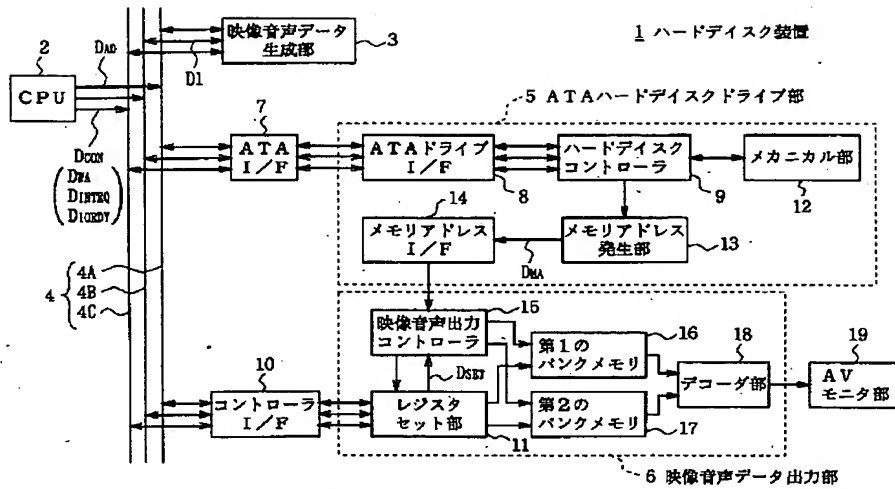 1 ハードディスク装置
映像音声データ
生成部
3
D1
2
CPU
DAD
DCON
DWA
DINTRQ
DIORDY
4
4A
4B
4C
5 ATAハードディスクドライブ部
7
ATA
I/F
ATAドライブ
I/F
8
ハードディスク
コントローラ
9
メカニカル部
12
14
メモリアドレス
I/F
DMA
メモリアドレス
発生部
13
15
映像音声出力
コントローラ
DSET
16
第1の
バンクメモリ
18
デコーダ部
19
AV
モニタ部
10
コントローラ
I/F
レジスタ
セット部
11
第2の
バンクメモリ
17
6 映像音声データ出力部